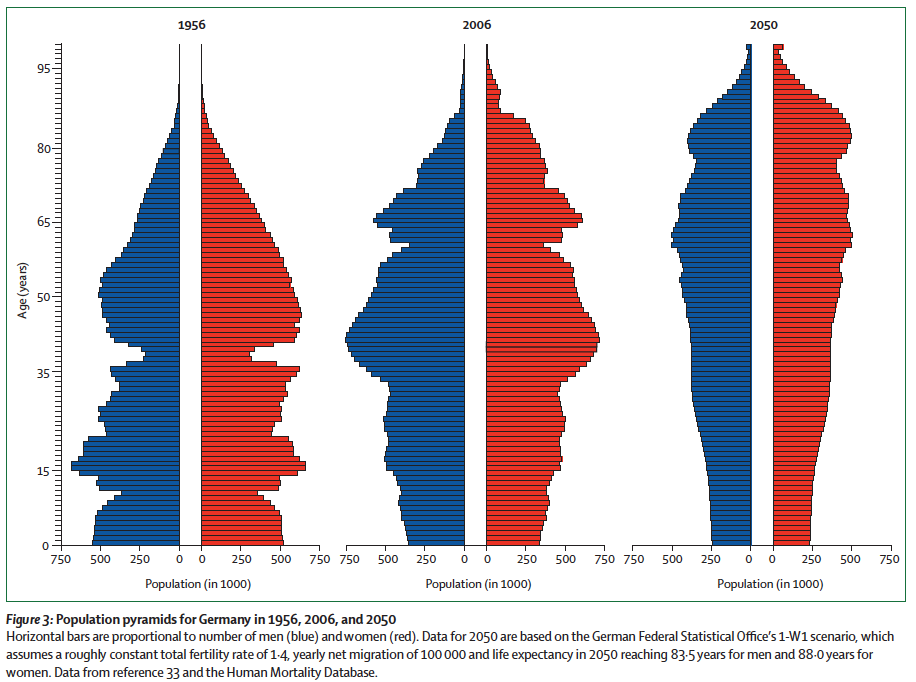 1956 2006 2050
95
80
65
50
35
15
0
Age (years)
750 500 250 0 0 250 500 750 750 500 250 0 0 250 500 750 750 500 250 0 0 250 500 750
Population (in 1000) Population (in 1000) Population (in 1000)
Figure 3: Population pyramids for Germany in 1956, 2006, and 2050
Horizontal bars are proportional to number of men (blue) and women (red). Data for 2050 are based on the German Federal Statistical Office's 1-W1 scenario, which
assumes a roughly constant total fertility rate of 1·4, yearly net migration of 100 000 and life expectancy in 2050 reaching 83·5 years for men and 88·0 years for
women. Data from reference 33 and the Human Mortality Database.